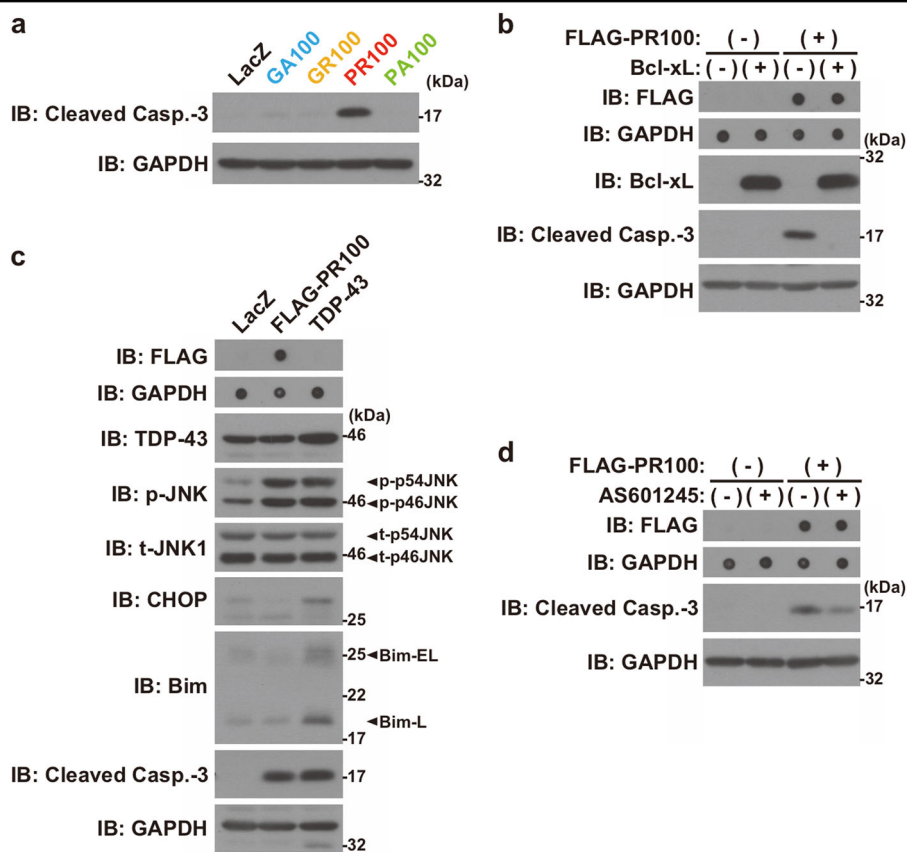 a
LacZ GA100 GR100 PR100 PA100
(kDa)
IB: Cleaved Casp.-3 -17
IB: GAPDH
-32
b
FLAG-PR100: (-) (+)
Bcl-xL: (-) (+) (-) (+)
IB: FLAG
IB: GAPDH (kDa)
-32
IB: Bcl-xL
IB: Cleaved Casp.-3 -17
IB: GAPDH
-32
c
LacZ FLAG-PR100 TDP-43
IB: FLAG
IB: GAPDH
(kDa)
IB: TDP-43 -46
p-p54JNK
IB: p-JNK
-46 p-p46JNK
t-p54JNK
IB: t-JNK1
-46 t-p46JNK
IB: CHOP
-25
-25 Bim-EL
IB: Bim
-22
Bim-L
-17
IB: Cleaved Casp.-3 -17
IB: GAPDH
-32
d
FLAG-PR100: (-) (+)
AS601245: (-) (+) (-) (+)
IB: FLAG
IB: GAPDH
(kDa)
IB: Cleaved Casp.-3 -17
IB: GAPDH
-32